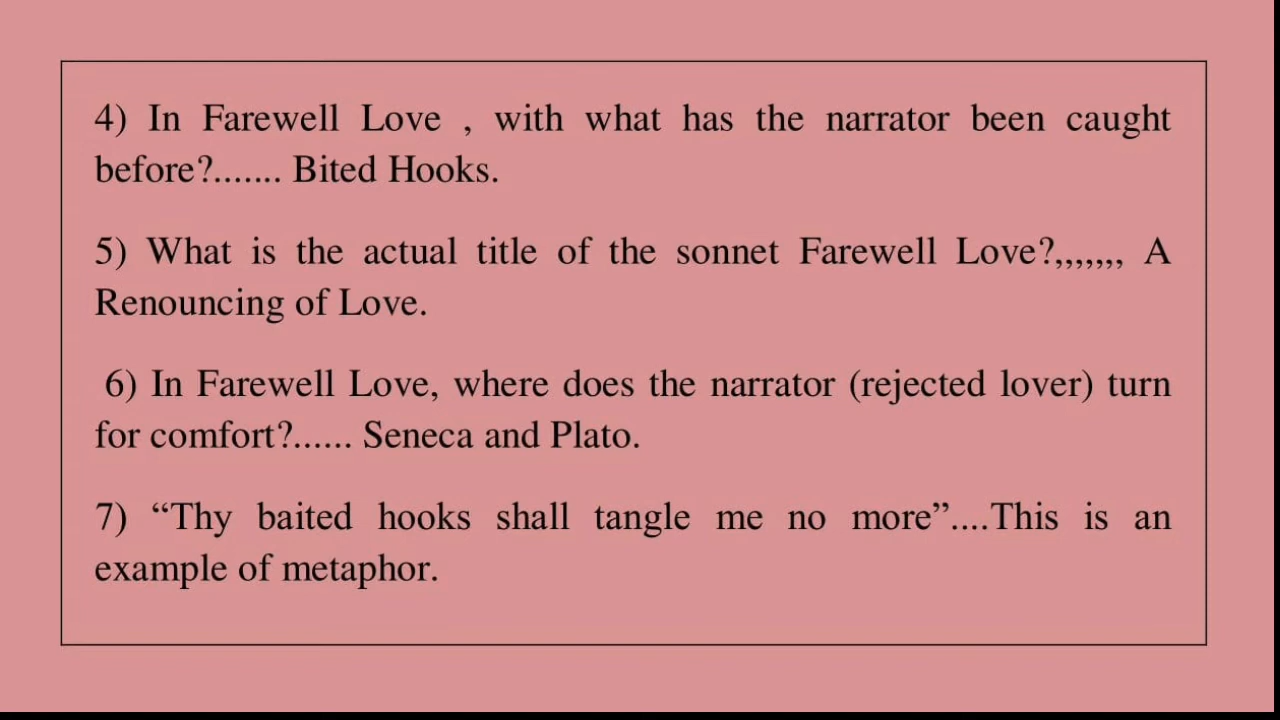 4) In Farewell Love , with what has the narrator been caught
before?....... Bited Hooks.
5) What is the actual title of the sonnet Farewell Love?,,,,,,, A
Renouncing of Love.
6) In Farewell Love, where does the narrator (rejected lover) turn
for comfort?...... Seneca and Plato.
7) “Thy baited hooks shall tangle me no more”....This is an
example of metaphor.